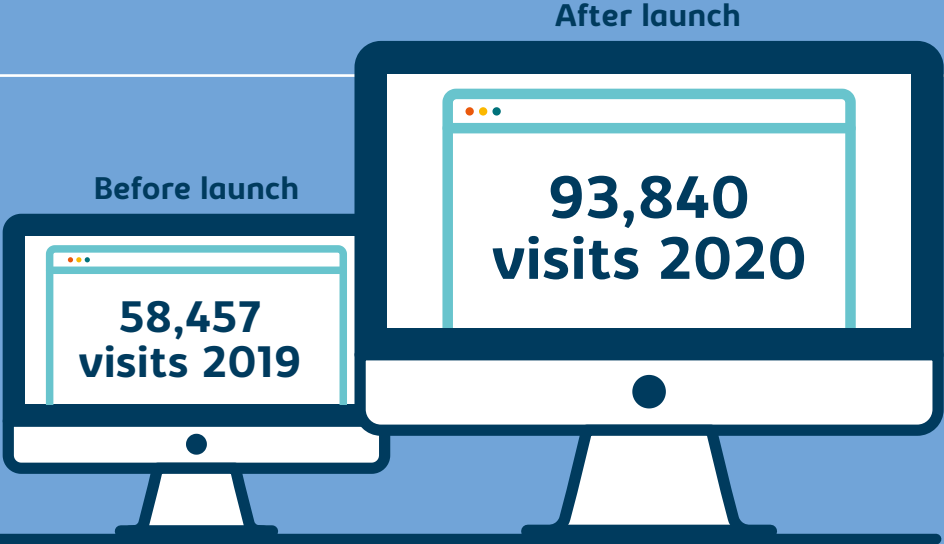 After launch
93,840
visits 2020
Before launch
58,457
visits 2019